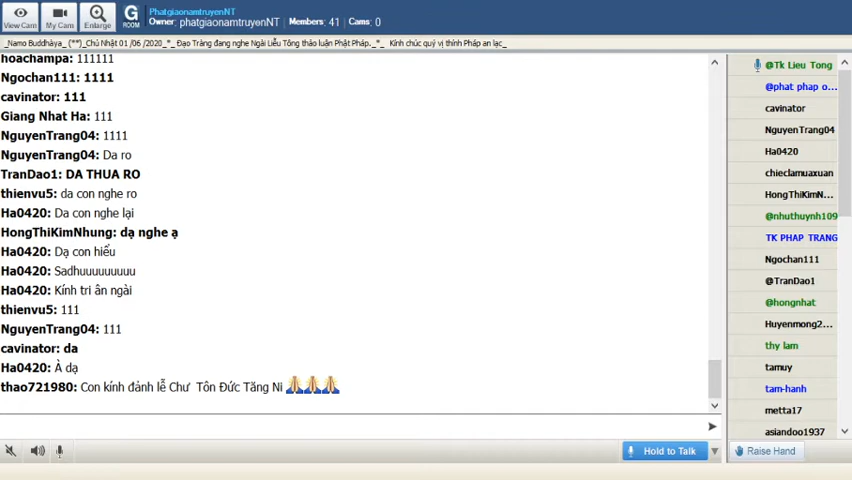 View Cam
My Cam
Enlarge
G
ROOM
PhatgiaonamtruyenNT
Owner: phatgiaonamtruyenNT Members: 41 Cams: 0
_Namo Buddhàya_ (**)_Chủ Nhật 01 /06 /2020_*_ Đạo Tràng đang nghe Ngài Liễu Tông thảo luận Phật Pháp._*_ Kính chúc quý vị thính Pháp an lạc_
hoachampa: 111111
Ngochan111: 1111
cavinator: 111
Giang Nhat Ha: 111
NguyenTrang04: 1111
NguyenTrang04: Da ro
TranDao1: DA THUA RO
thienvu5: da con nghe ro
Ha0420: Da con nghe lại
HongThiKimNhung: dạ nghe ạ
Ha0420: Dạ con hiểu
Ha0420: Sadhuuuuuuuuu
Ha0420: Kính tri ân ngài
thienvu5: 111
NguyenTrang04: 111
cavinator: da
Ha0420: À dạ
thao721980: Con kính đảnh lễ Chư Tôn Đức Tăng Ni 🙏🙏🙏
@Tk Lieu Tong
@phat phap o...
cavinator
NguyenTrang04
Ha0420
chieclamuaxuan
HongThiKimN...
@nhuthuynh109
TK PHAP TRANG
Ngochan111
@TranDao1
@hongnhat
Huyenmong2...
thy lam
tamuy
tam-hanh
metta17
asiandoo1937
Hold to Talk
Raise Hand